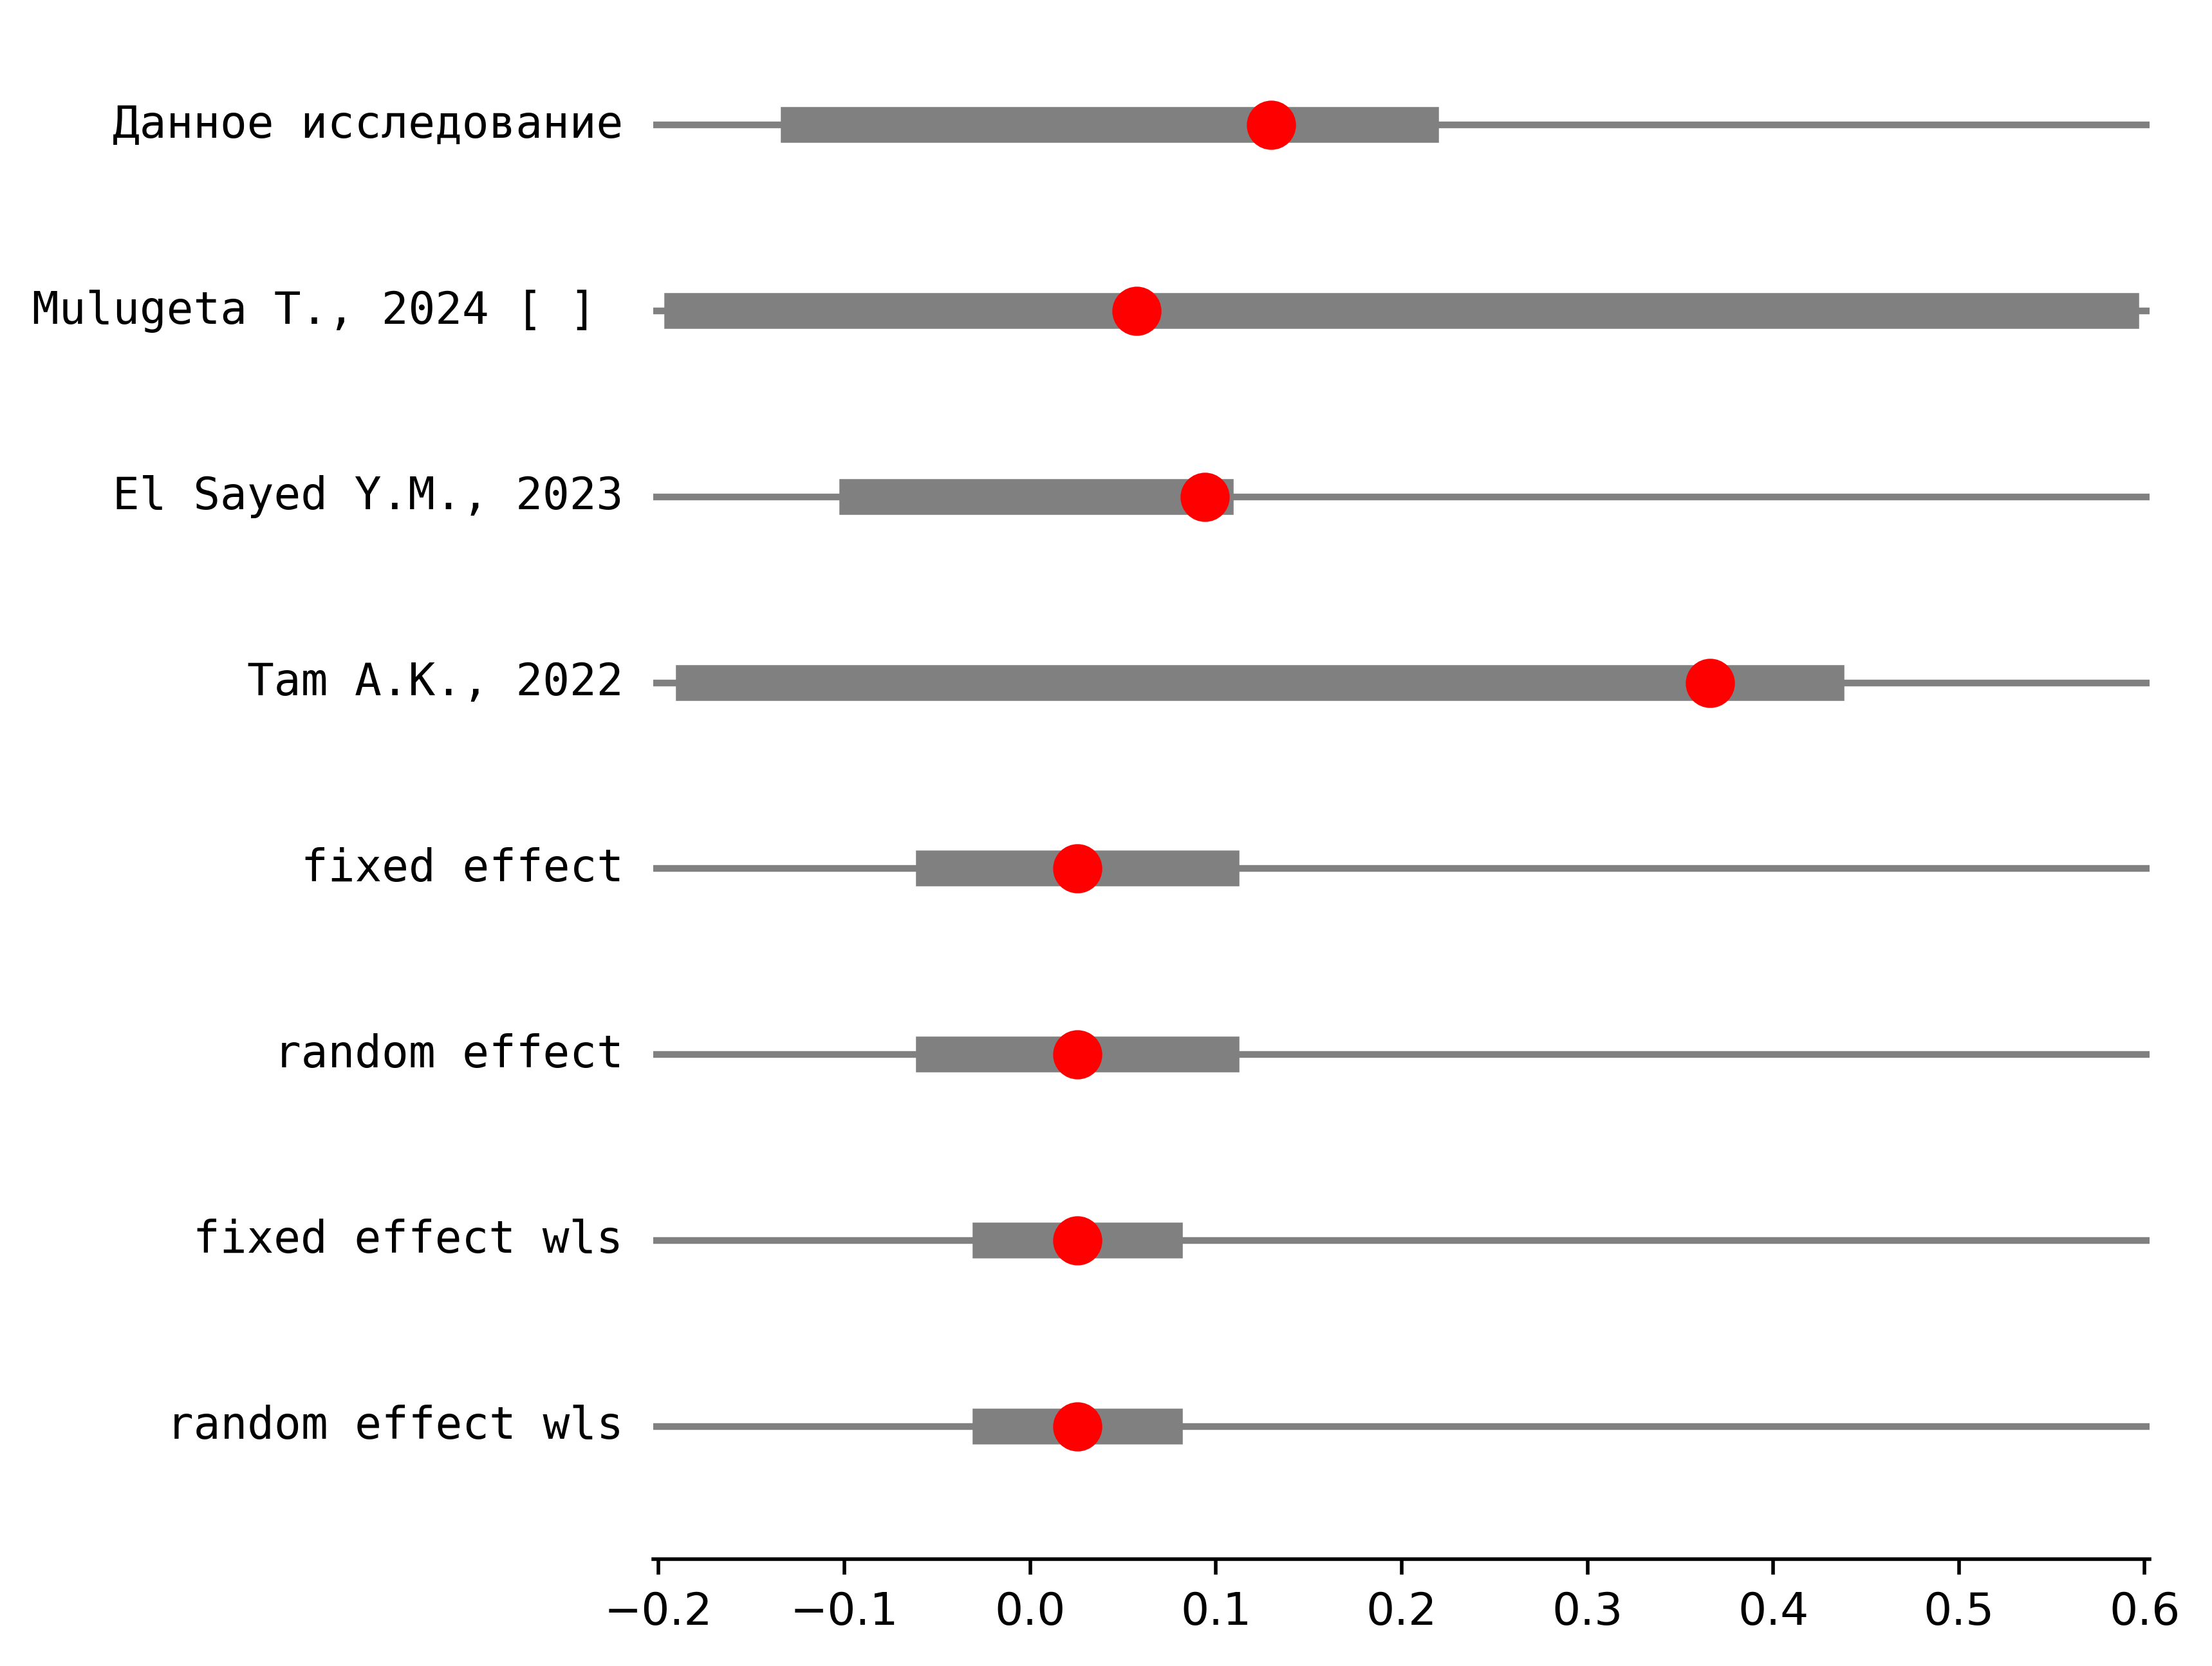 Данное исследование
Mulugeta T., 2024 [ ]
El Sayed Y.M., 2023
Tam A.K., 2022
fixed effect
random effect
fixed effect wls
random effect wls
−0.2 −0.1 0.0 0.1 0.2 0.3 0.4 0.5 0.6